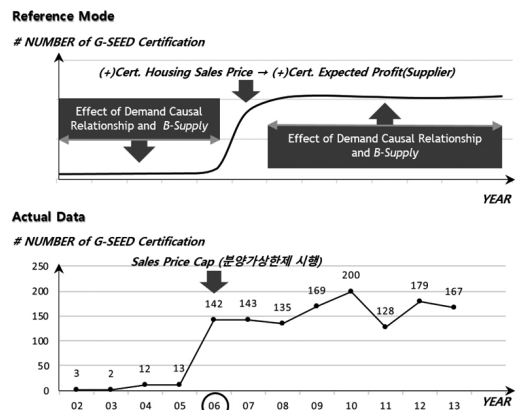 Reference Mode
# NUMBER of G-SEED Certification
(+)Cert. Housing Sales Price → (+)Cert. Expected Profit(Supplier)
Effect of Demand Causal
Relationship and B-Supply
Effect of Demand Causal Relationship
and B-Supply
YEAR
Actual Data
# NUMBER of G-SEED Certification
Sales Price Cap (분양가상한제 시행)
250
200
150
100
50
0
3
2
12
13
142
143
135
169
200
128
179
167
02 03 04 05 06 07 08 09 10 11 12 13
YEAR